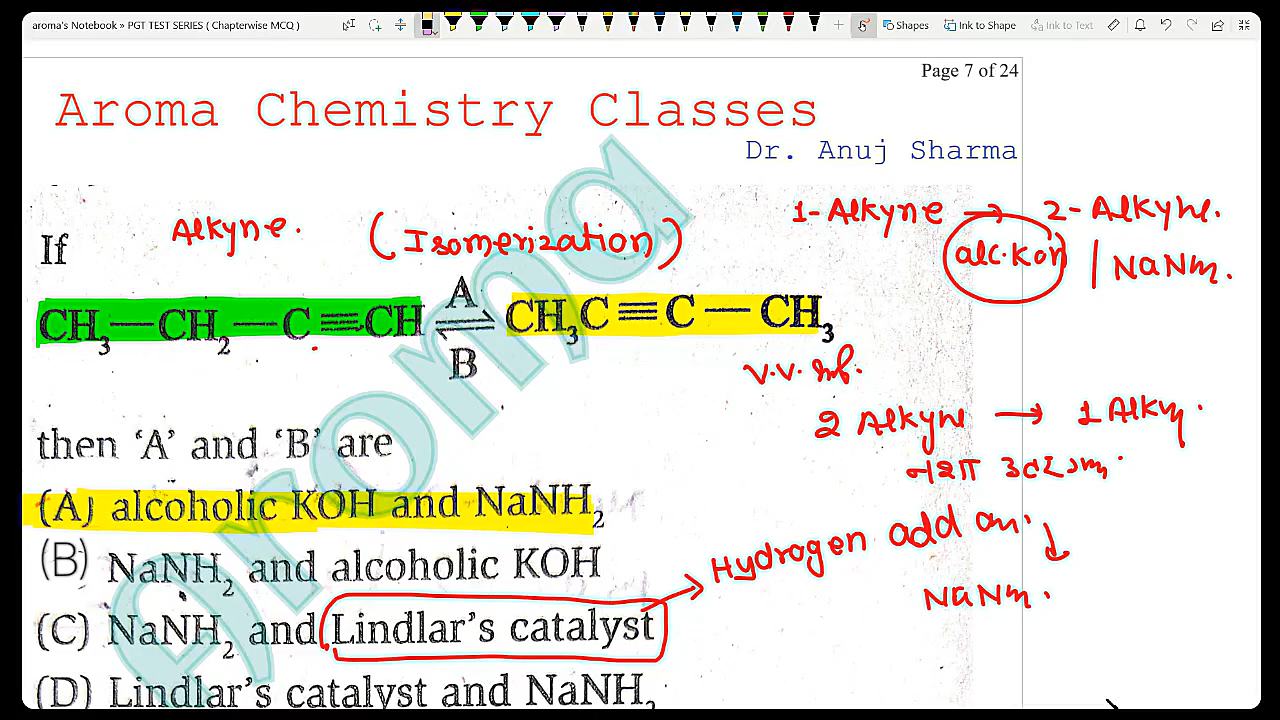 aroma's Notebook » PGT TEST SERIES ( Chapterwise MCQ )
Shapes
Ink to Shape
Ink to Text
Page 7 of 24
Aroma Chemistry Classes
Dr. Anuj Sharma
1-Alkyne → 2-Alkyne.
alc.KOH | NaNH₂.
Alkyne. (Isomerization)
If
CH₃—CH₂—C≡CH A ⇌ B CH₃C≡C—CH₃
v.v. Imp.
2 Alkyne → 1 Alky.
then ‘A’ and ‘B’ are
(A) alcoholic KOH and NaNH₂
Hydrogen add on. ↓
(B) NaNH₂ and alcoholic KOH
NaNH₂.
(C) NaNH₂ and Lindlar's catalyst
(D) Lindlar's catalyst and NaNH₂
Aroma